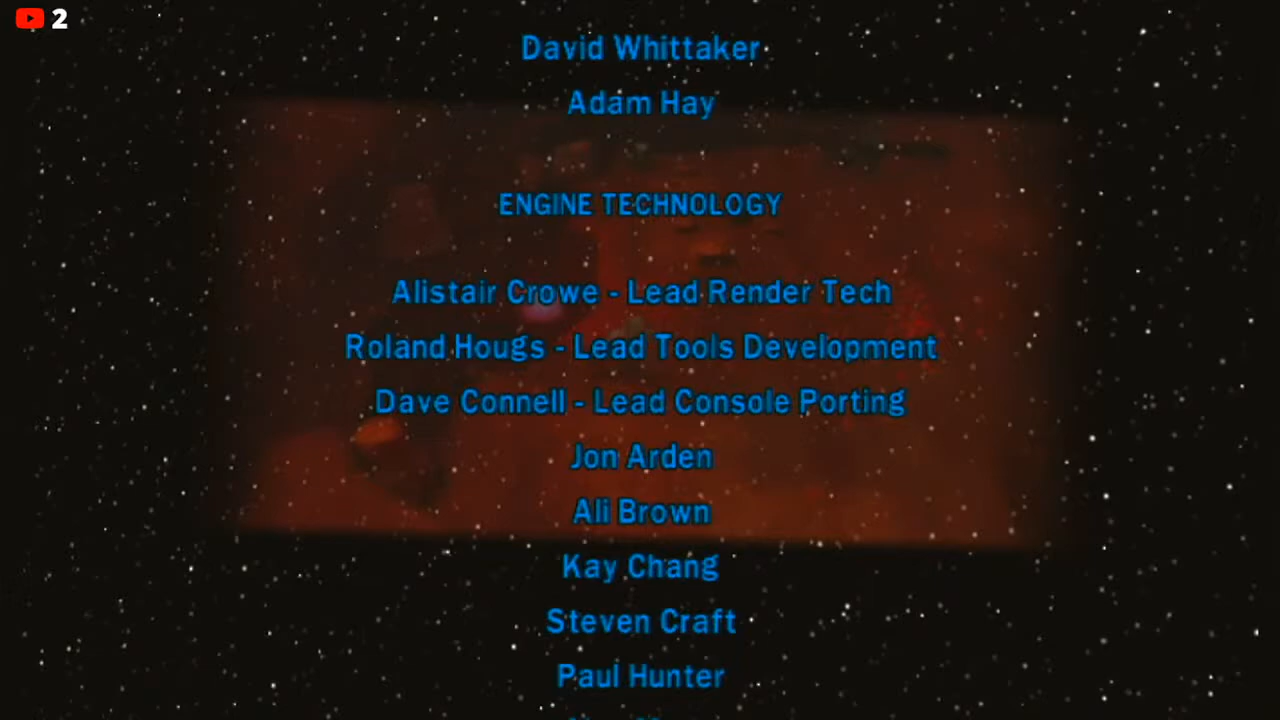 2
David Whittaker
Adam Hay
ENGINE TECHNOLOGY
Alistair Crowe - Lead Render Tech
Roland Hougs - Lead Tools Development
Dave Connell - Lead Console Porting
Jon Arden
Ali Brown
Kay Chang
Steven Craft
Paul Hunter